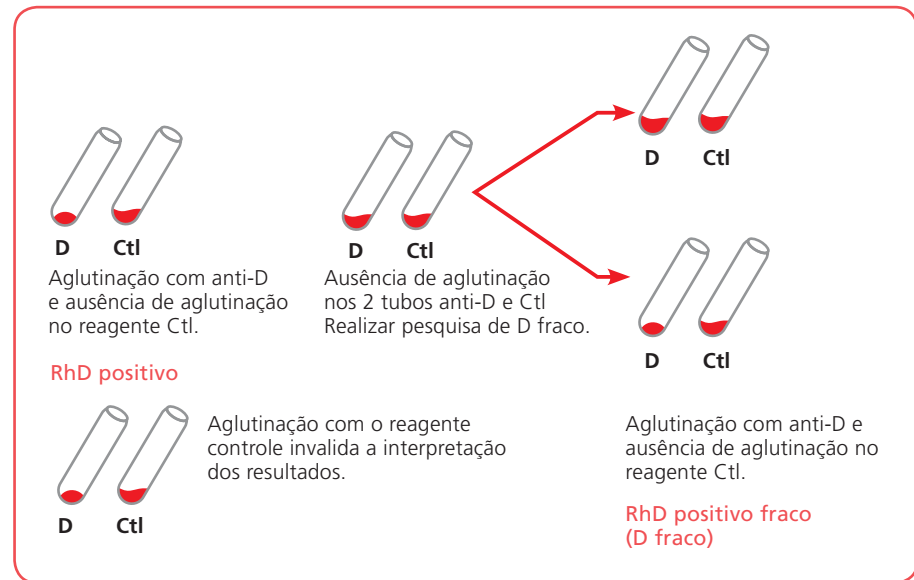 D Ctl
Aglutinação com anti-D
e ausência de aglutinação
no reagente Ctl.
RhD positivo
D Ctl
Aglutinação com o reagente
controle invalida a interpretação
dos resultados.
D Ctl
Ausência de aglutinação
nos 2 tubos anti-D e Ctl
Realizar pesquisa de D fraco.
D Ctl
D Ctl
Aglutinação com anti-D e
ausência de aglutinação no
reagente Ctl.
RhD positivo fraco
(D fraco)